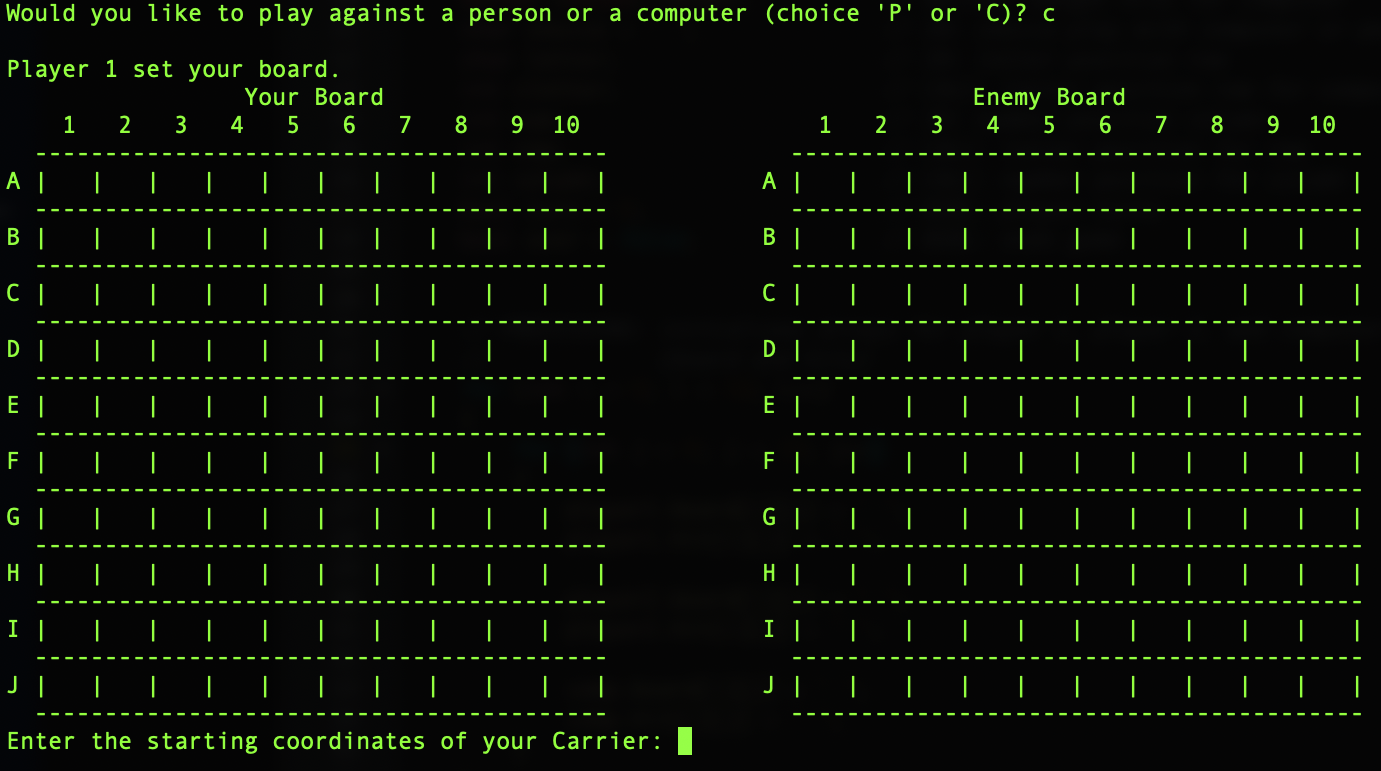 Would you like to play against a person or a computer (choice 'P' or 'C)? c
Player 1 set your board.
Your Board Enemy Board
1 2 3 4 5 6 7 8 9 10 1 2 3 4 5 6 7 8 9 10
-----------------------------------------  -----------------------------------------
A | | | | | | | | | | | A | | | | | | | | | | |
-----------------------------------------  -----------------------------------------
B | | | | | | | | | | | B | | | | | | | | | | |
-----------------------------------------  -----------------------------------------
C | | | | | | | | | | | C | | | | | | | | | | |
-----------------------------------------  -----------------------------------------
D | | | | | | | | | | | D | | | | | | | | | | |
-----------------------------------------  -----------------------------------------
E | | | | | | | | | | | E | | | | | | | | | | |
-----------------------------------------  -----------------------------------------
F | | | | | | | | | | | F | | | | | | | | | | |
-----------------------------------------  -----------------------------------------
G | | | | | | | | | | | G | | | | | | | | | | |
-----------------------------------------  -----------------------------------------
H | | | | | | | | | | | H | | | | | | | | | | |
-----------------------------------------  -----------------------------------------
I | | | | | | | | | | | I | | | | | | | | | | |
-----------------------------------------  -----------------------------------------
J | | | | | | | | | | | J | | | | | | | | | | |
-----------------------------------------  -----------------------------------------
Enter the starting coordinates of your Carrier: